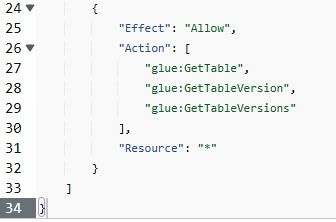 24 {
25 "Effect": "Allow",
26 "Action": [
27 "glue:GetTable",
28 "glue:GetTableVersion",
29 "glue:GetTableVersions"
30 ],
31 "Resource": "*"
32 }
33 ]
34 }